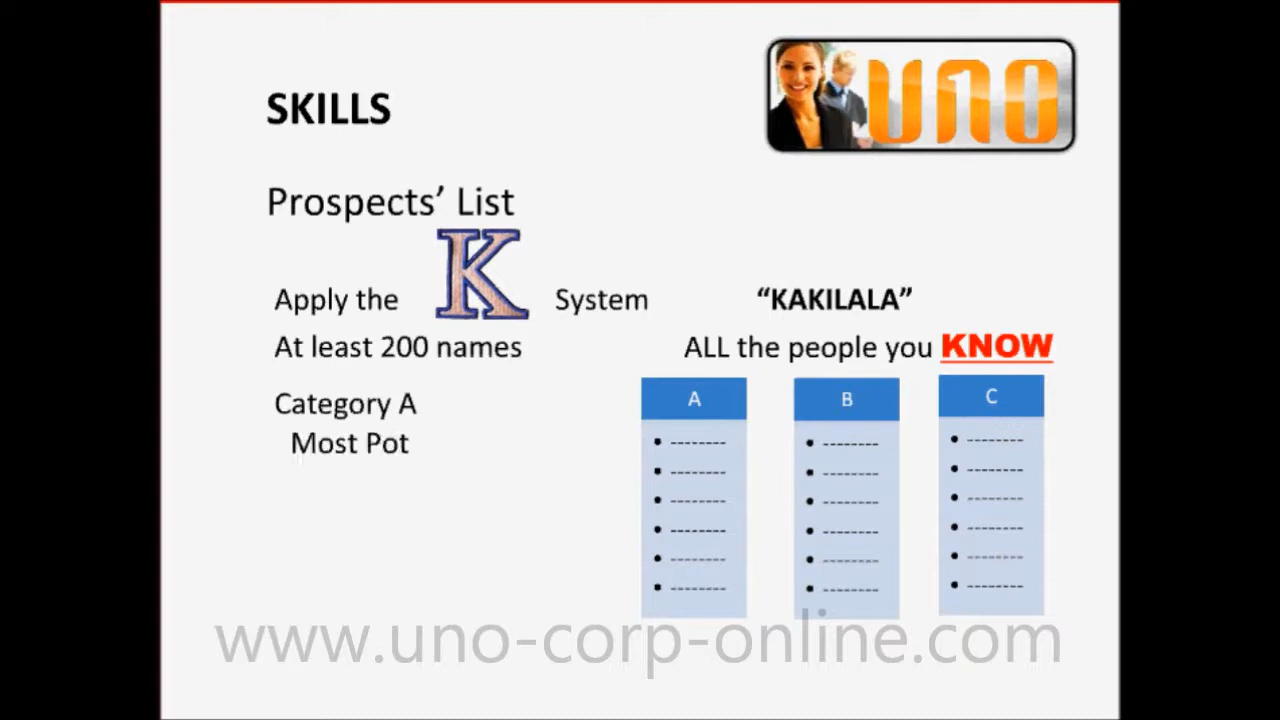 UNO
SKILLS
Prospects’ List
Apply the K System
“KAKILALA”
At least 200 names
ALL the people you KNOW
Category A
Most Pot
A
--------
--------
--------
--------
--------
--------
B
--------
--------
--------
--------
--------
--------
C
--------
--------
--------
--------
--------
--------
www.uno-corp-online.com